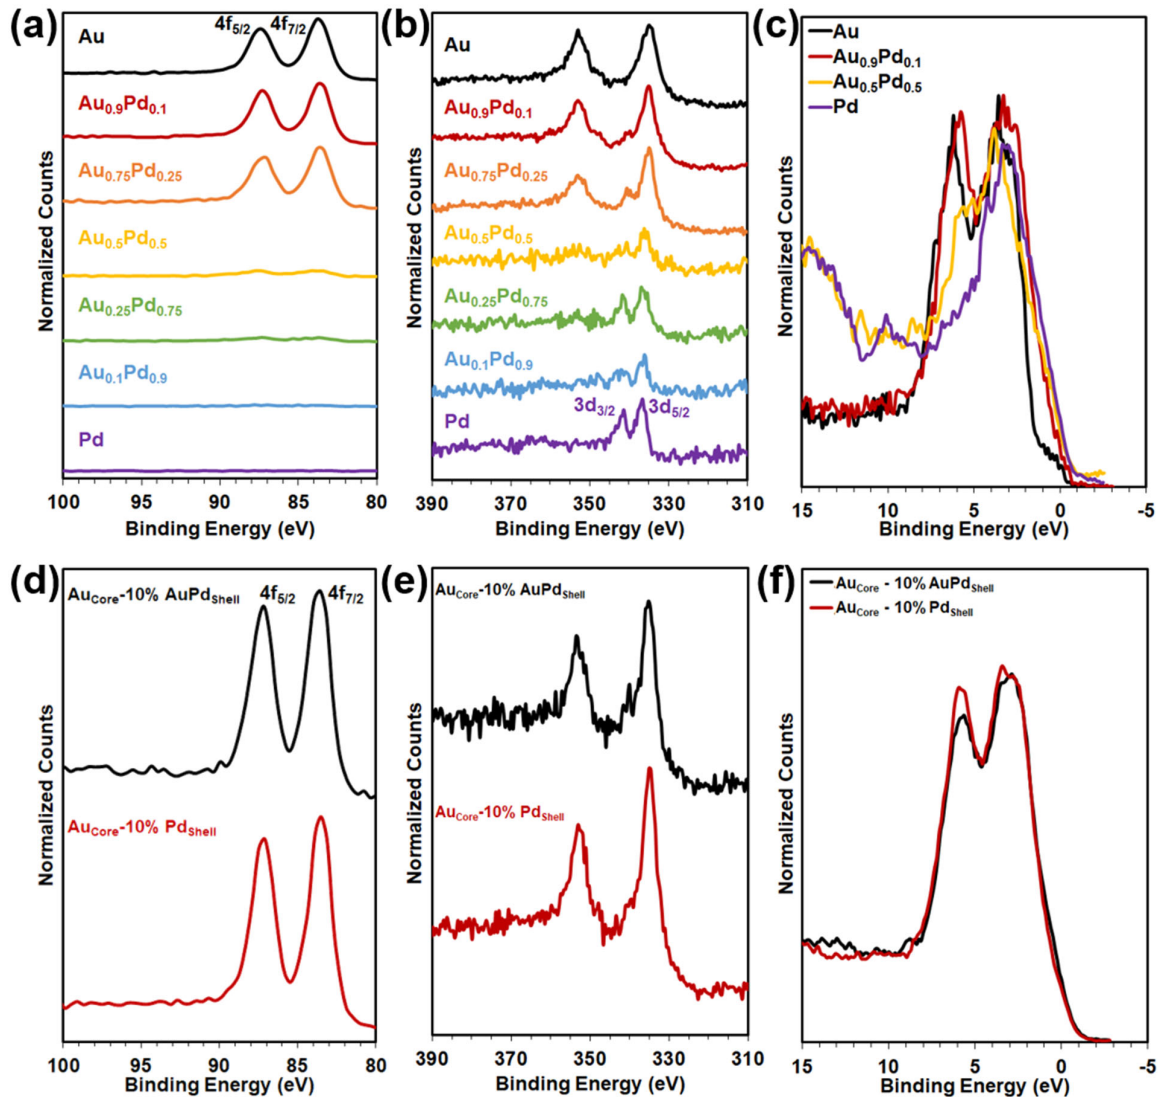 (a)
4f5/2 4f7/2
Au
Au0.9Pd0.1
Au0.75Pd0.25
Au0.5Pd0.5
Au0.25Pd0.75
Au0.1Pd0.9
Pd
Normalized Counts
100 95 90 85 80
Binding Energy (eV)
(b)
Au
Au0.9Pd0.1
Au0.75Pd0.25
Au0.5Pd0.5
Au0.25Pd0.75
Au0.1Pd0.9
3d3/2 3d5/2
Pd
Normalized Counts
390 370 350 330 310
Binding Energy (eV)
(c)
Au
Au0.9Pd0.1
Au0.5Pd0.5
Pd
Normalized Counts
15 10 5 0 -5
Binding Energy (eV)
(d)
AuCore-10% AuPdShell 4f5/2 4f7/2
AuCore-10% PdShell
Normalized Counts
100 95 90 85 80
Binding Energy (eV)
(e)
AuCore-10% AuPdShell
AuCore-10% PdShell
Normalized Counts
390 370 350 330 310
Binding Energy (eV)
(f)
AuCore - 10% AuPdShell
AuCore - 10% PdShell
Normalized Counts
15 10 5 0 -5
Binding Energy (eV)